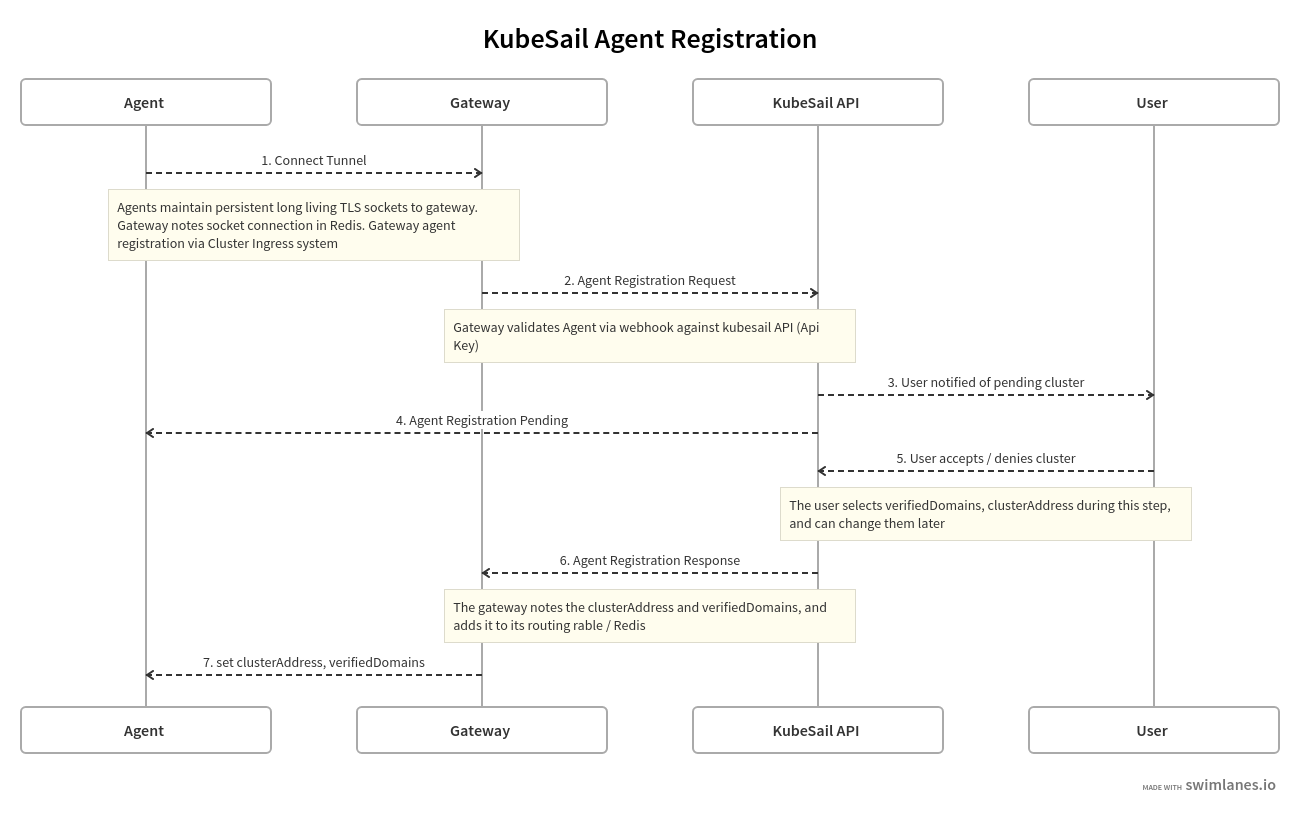 KubeSail Agent Registration
Agent
Gateway
KubeSail API
User
1. Connect Tunnel
Agents maintain persistent long living TLS sockets to gateway.
Gateway notes socket connection in Redis. Gateway agent
registration via Cluster Ingress system
2. Agent Registration Request
Gateway validates Agent via webhook against kubesail API (Api
Key)
3. User notified of pending cluster
4. Agent Registration Pending
5. User accepts / denies cluster
The user selects verifiedDomains, clusterAddress during this step,
and can change them later
6. Agent Registration Response
The gateway notes the clusterAddress and verifiedDomains, and
adds it to its routing rable / Redis
7. set clusterAddress, verifiedDomains
Agent
Gateway
KubeSail API
User
MADE WITH swimlanes.io